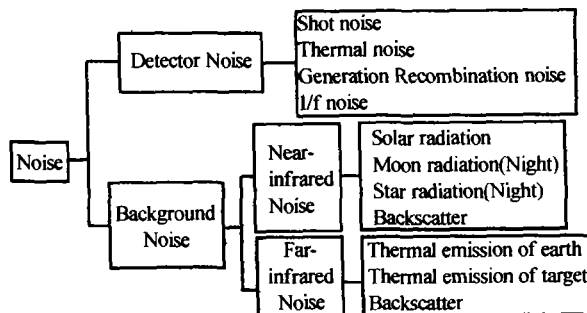 Noise
Detector Noise
Shot noise
Thermal noise
Generation Recombination noise
1/f noise
Background
Noise
Near-
infrared
Noise
Solar radiation
Moon radiation(Night)
Star radiation(Night)
Backscatter
Far-
infrared
Noise
Thermal emission of earth
Thermal emission of target
Backscatter